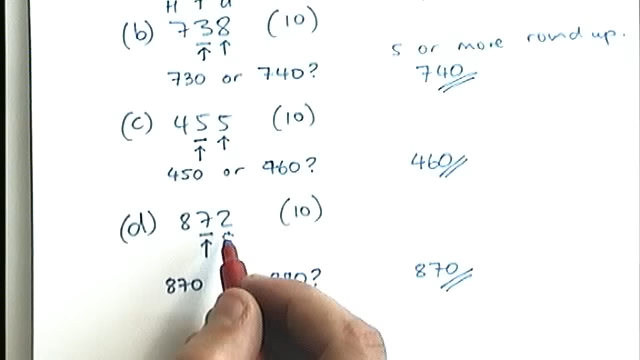 H T U
(b) 738 (10)
5 or more round up.
730 or 740? 740
(c) 455 (10)
450 or 460? 460
(d) 872 (10)
870 880? 870